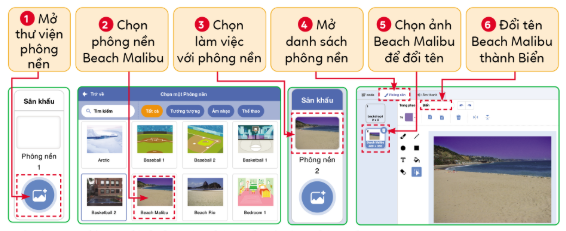 1 Mở
thư viện
phông
nền
2 Chọn
phông nền
Beach Malibu
3 Chọn
làm việc
với phông nền
4 Mở
danh sách
phông nền
5 Chọn ảnh
Beach Malibu
để đổi tên
6 Đổi tên
Beach Malibu
thành Biển
Sân khấu
Phông nền
1
Trở về
Chọn một Phông nền
Tìm kiếm
Tất cả
Tưởng tượng
Âm nhạc
Thể thao
Arctic
Baseball 1
Baseball 2
Basketball 1
Basketball 2
Beach Malibu
Beach Rio
Bedroom 1
Sân khấu
Phông nền
2
Phông nền